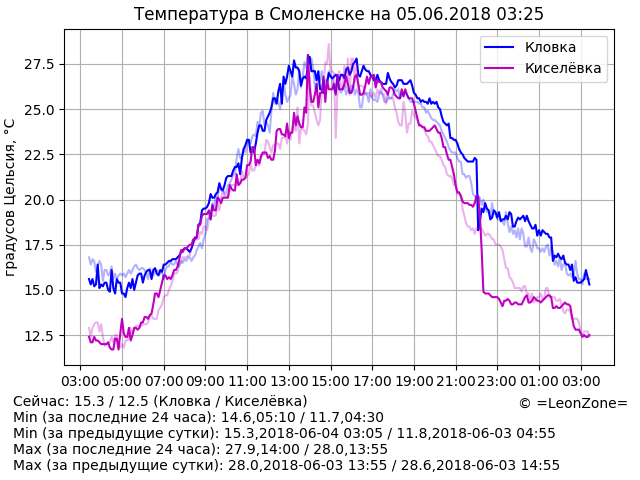 Температура в Смоленске на 05.06.2018 03:25
градусов Цельсия, °C
27.5
25.0
22.5
20.0
17.5
15.0
12.5
Кловка
Киселёвка
03:00 05:00 07:00 09:00 11:00 13:00 15:00 17:00 19:00 21:00 23:00 01:00 03:00
Сейчас: 15.3 / 12.5 (Кловка / Киселёвка)
© =LeonZone=
Min (за последние 24 часа): 14.6,05:10 / 11.7,04:30
Min (за предыдущие сутки): 15.3,2018-06-04 03:05 / 11.8,2018-06-03 04:55
Max (за последние 24 часа): 27.9,14:00 / 28.0,13:55
Max (за предыдущие сутки): 28.0,2018-06-03 13:55 / 28.6,2018-06-03 14:55